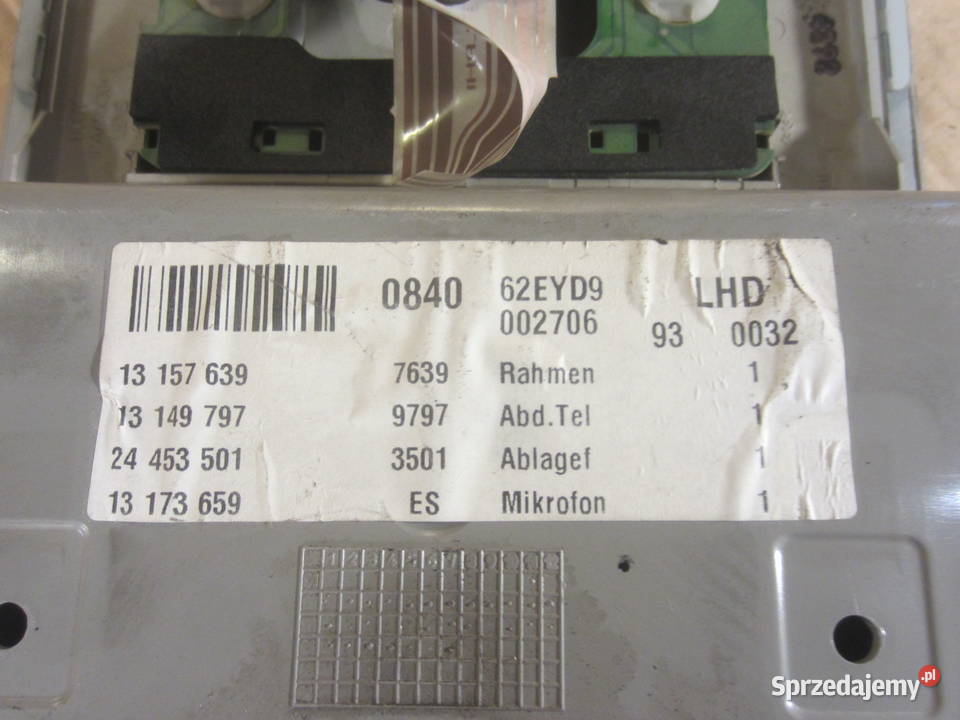 0840 62EYD9 LHD
002706 93 0032
13 157 639 7639 Rahmen 1
13 149 797 9797 Abd.Tel 1
24 453 501 3501 Ablagef 1
13 173 659 ES Mikrofon 1
Sprzedajemy.pl